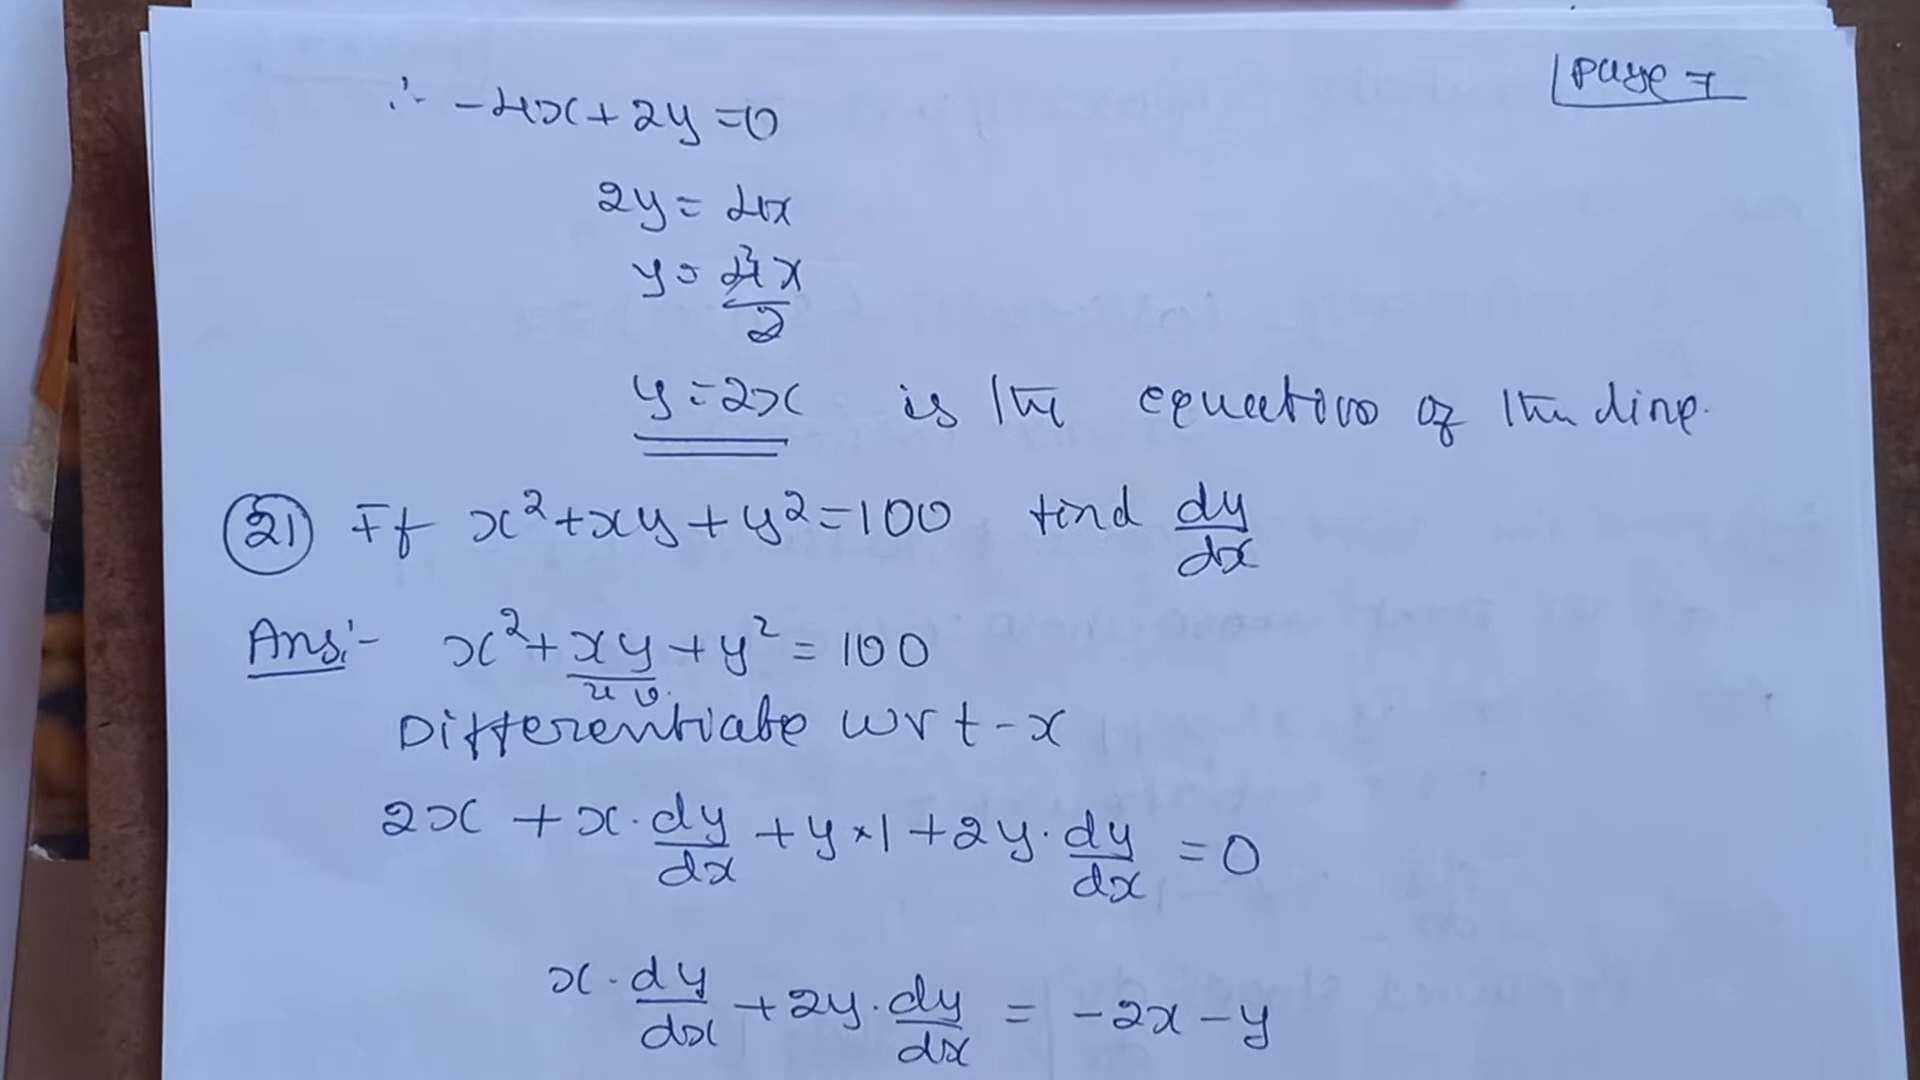 Page 7
∴ -4x + 2y = 0
2y = 4x
y = 4x/2
y = 2x is the equation of the line.
21 If x² + xy + y² = 100 find dy/dx
Ans:- x² + xy + y² = 100
u v
Differentiate w r t - x
2x + x · dy/dx + y × 1 + 2y · dy/dx = 0
x · dy/dx + 2y · dy/dx = -2x - y